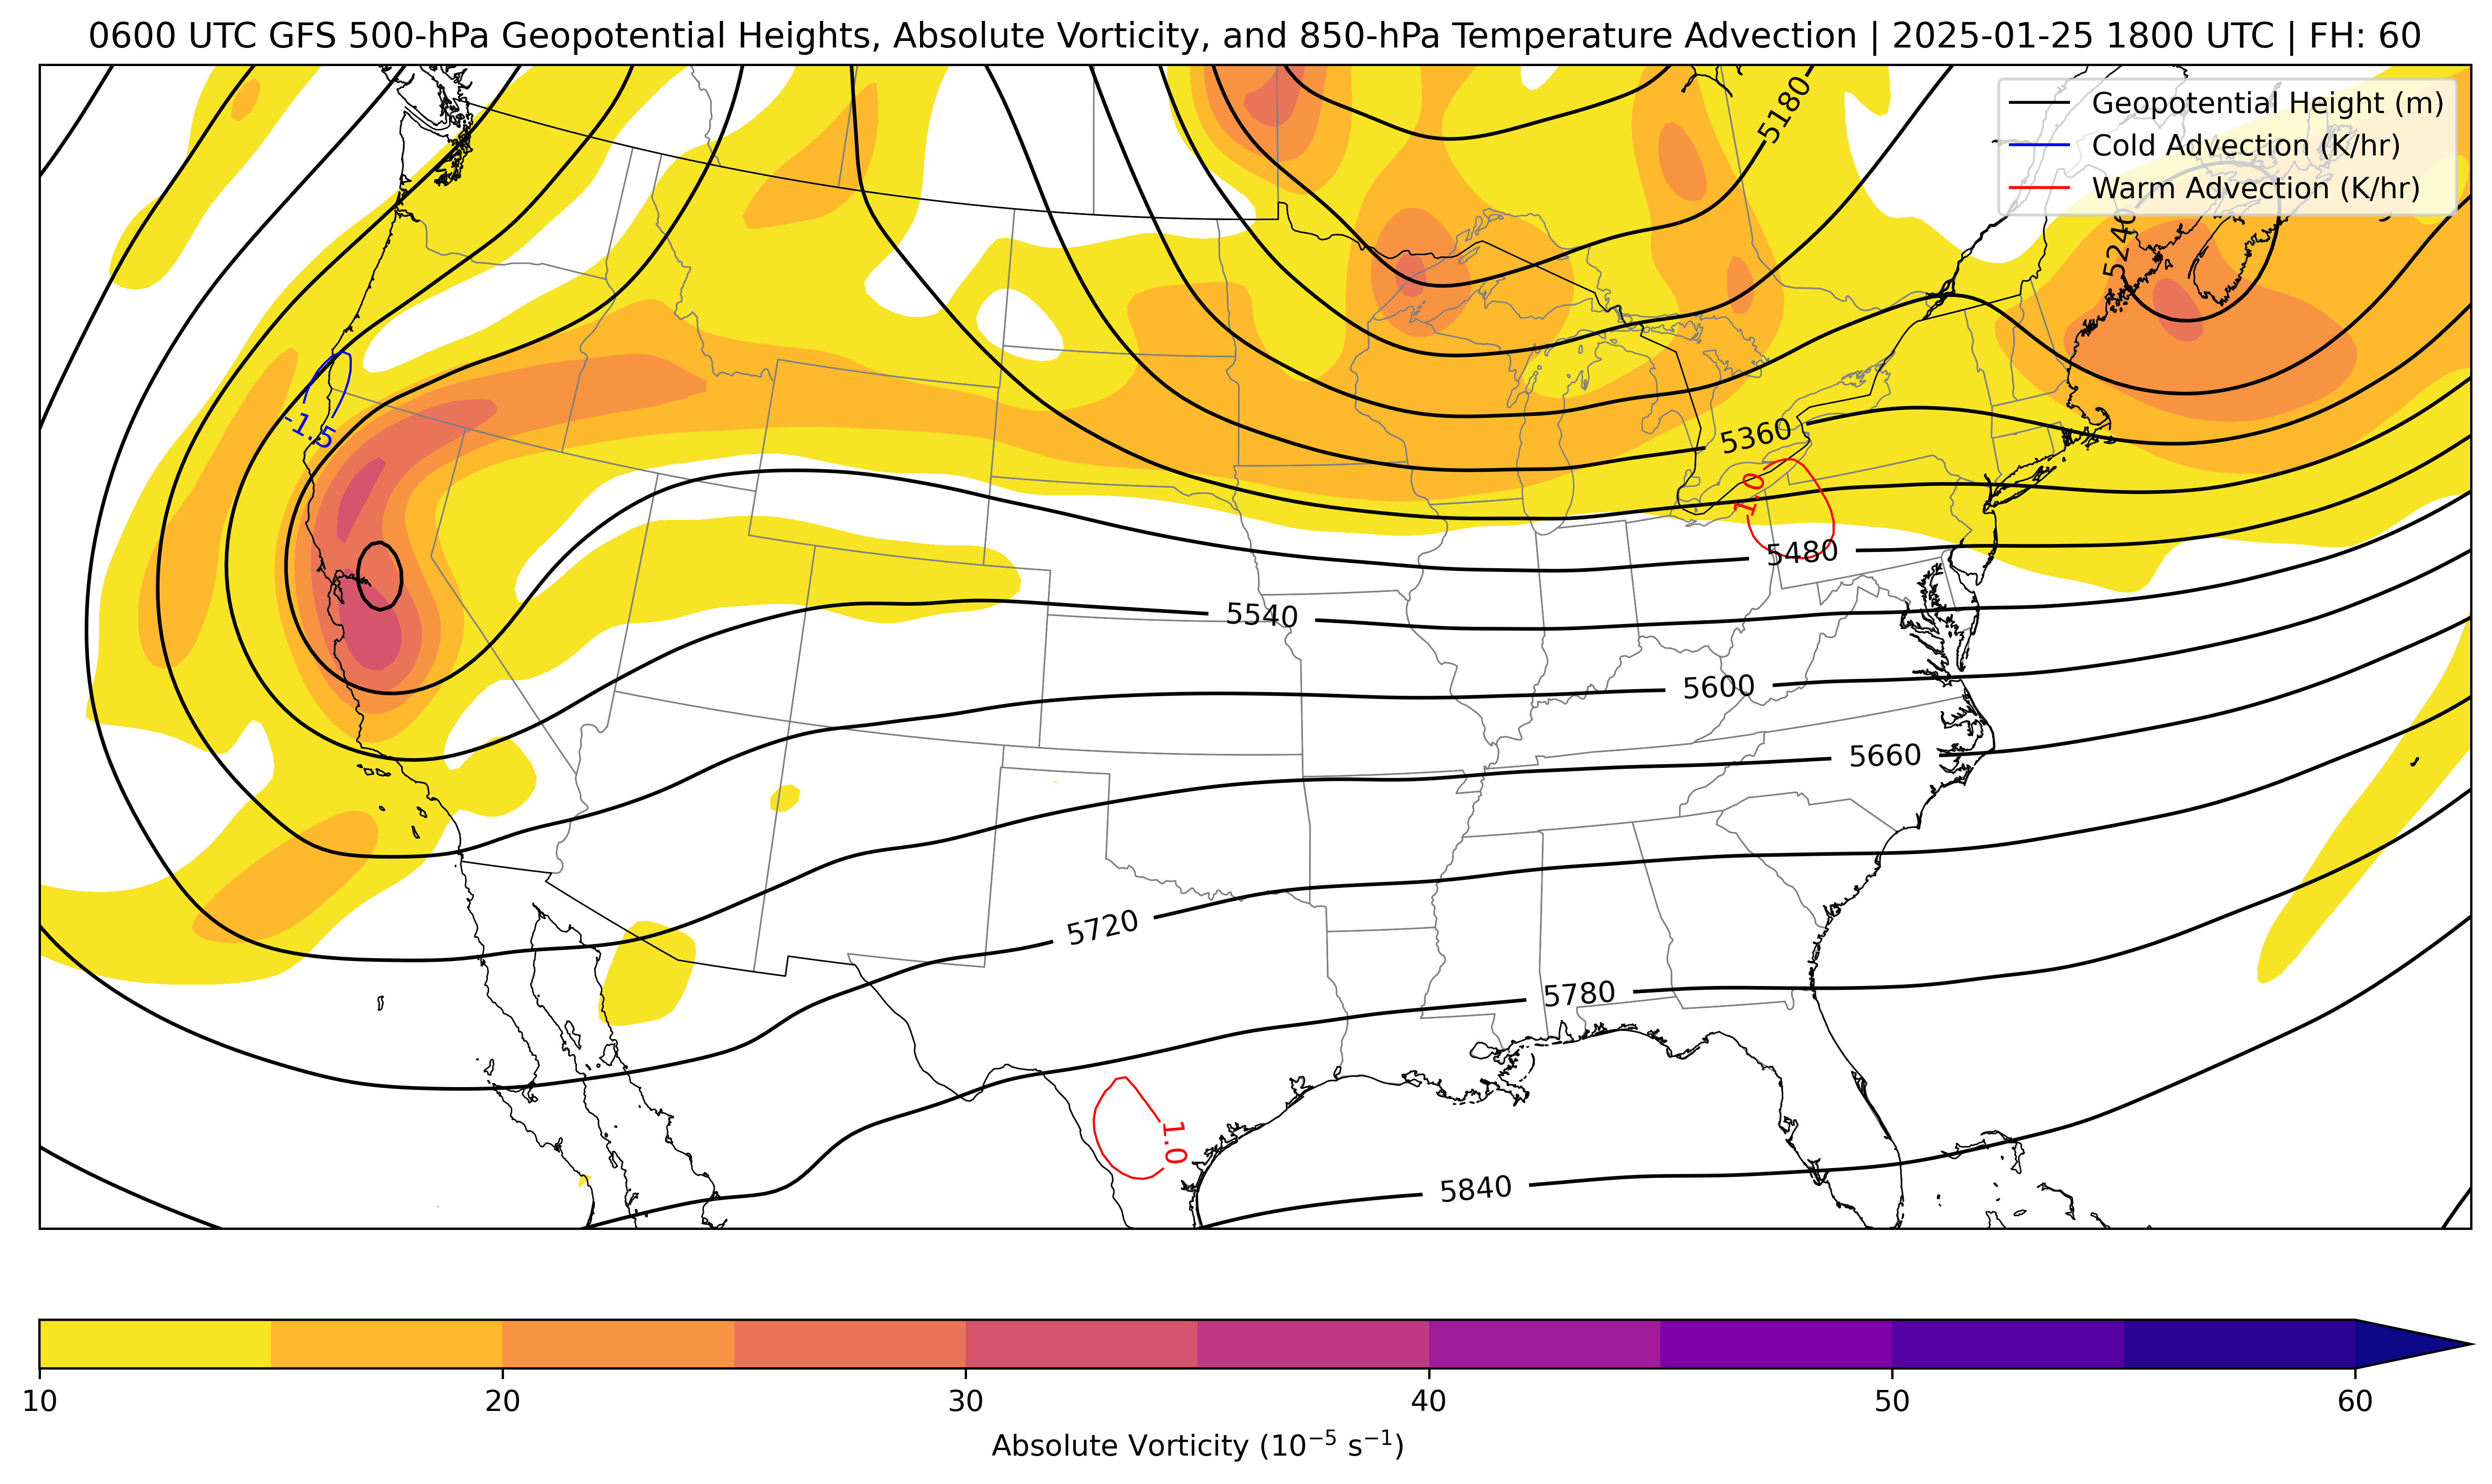 0600 UTC GFS 500-hPa Geopotential Heights, Absolute Vorticity, and 850-hPa Temperature Advection | 2025-01-25 1800 UTC | FH: 60
Geopotential Height (m)
Cold Advection (K/hr)
Warm Advection (K/hr)
5180
5240
-1.5
5360
1.0
5480
5540
5600
5660
5720
5780
1.0
5840
10 20 30 40 50 60
Absolute Vorticity (10⁻⁵ s⁻¹)